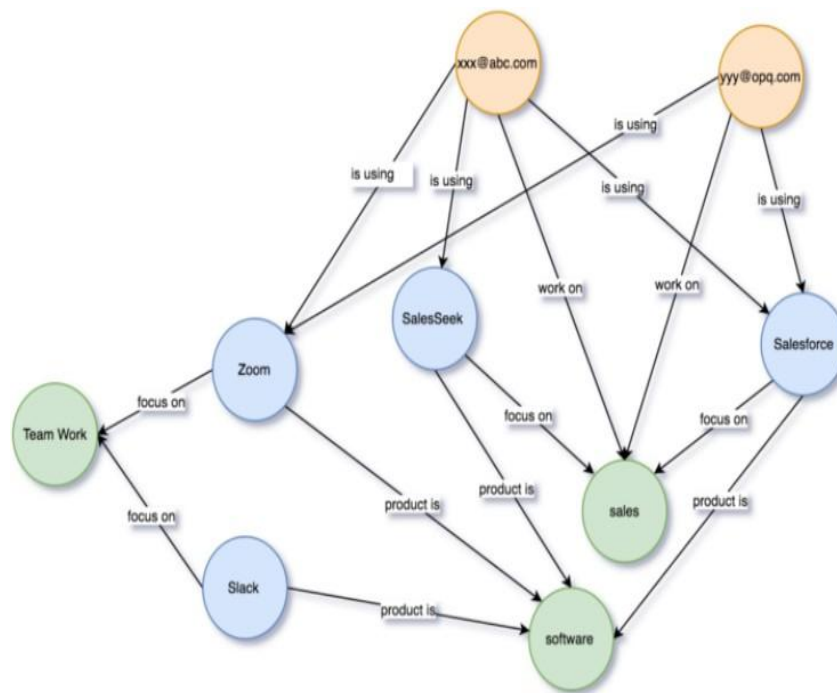 xxx@abc.com
yyy@opq.com
is using
is using
is using
is using
is using
work on
work on
SalesSeek
Salesforce
Zoom
focus on
focus on
focus on
Team Work
product is
product is
product is
sales
focus on
Slack
product is
software